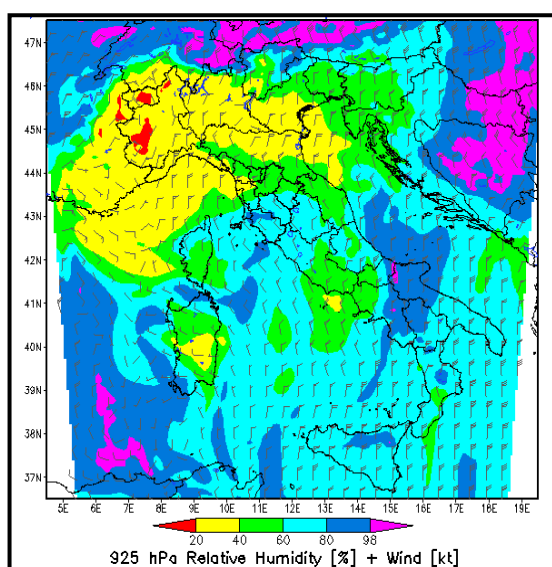 47N
46N
45N
44N
43N
42N
41N
40N
39N
38N
37N
5E 6E 7E 8E 9E 10E 11E 12E 13E 14E 15E 16E 17E 18E 19E
20 40 60 80 98
925 hPa Relative Humidity [%] + Wind [kt]